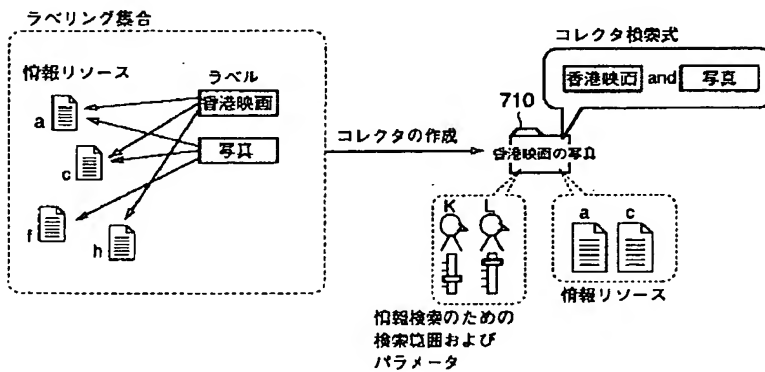 ラベリング集合
情報リソース
ラベル
香港映画
写真
a
c
f
h
コレクタの作成
コレクタ検索式
香港映画 and 写真
710
香港映画の写真
K L
a c
情報検索のための
検索範囲および
パラメータ
情報リソース